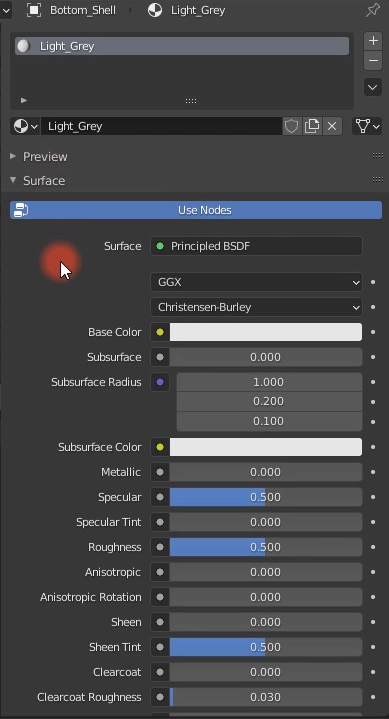 Bottom_Shell Light_Grey
Light_Grey
Light_Grey
Preview
Surface
Use Nodes
Surface Principled BSDF
GGX
Christensen-Burley
Base Color
Subsurface 0.000
Subsurface Radius 1.000
0.200
0.100
Subsurface Color
Metallic 0.000
Specular 0.500
Specular Tint 0.000
Roughness 0.500
Anisotropic 0.000
Anisotropic Rotation 0.000
Sheen 0.000
Sheen Tint 0.500
Clearcoat 0.000
Clearcoat Roughness 0.030